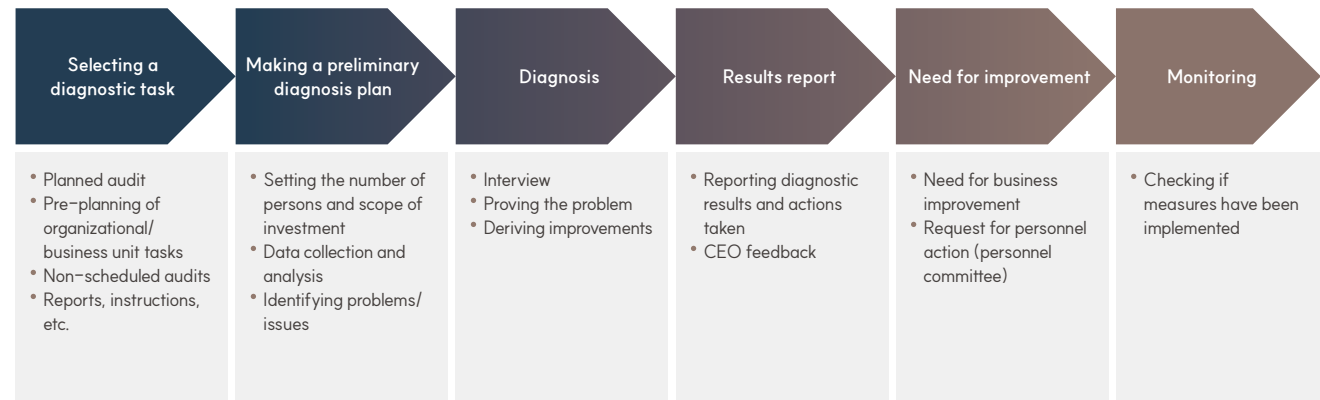 Selecting a
diagnostic task
Making a preliminary
diagnosis plan
Diagnosis
Results report
Need for improvement
Monitoring
• Planned audit
• Pre-planning of
organizational/
business unit tasks
• Non-scheduled audits
• Reports, instructions,
etc.
• Setting the number of
persons and scope of
investment
• Data collection and
analysis
• Identifying problems/
issues
• Interview
• Proving the problem
• Deriving improvements
• Reporting diagnostic
results and actions
taken
• CEO feedback
• Need for business
improvement
• Request for personnel
action (personnel
committee)
• Checking if
measures have been
implemented